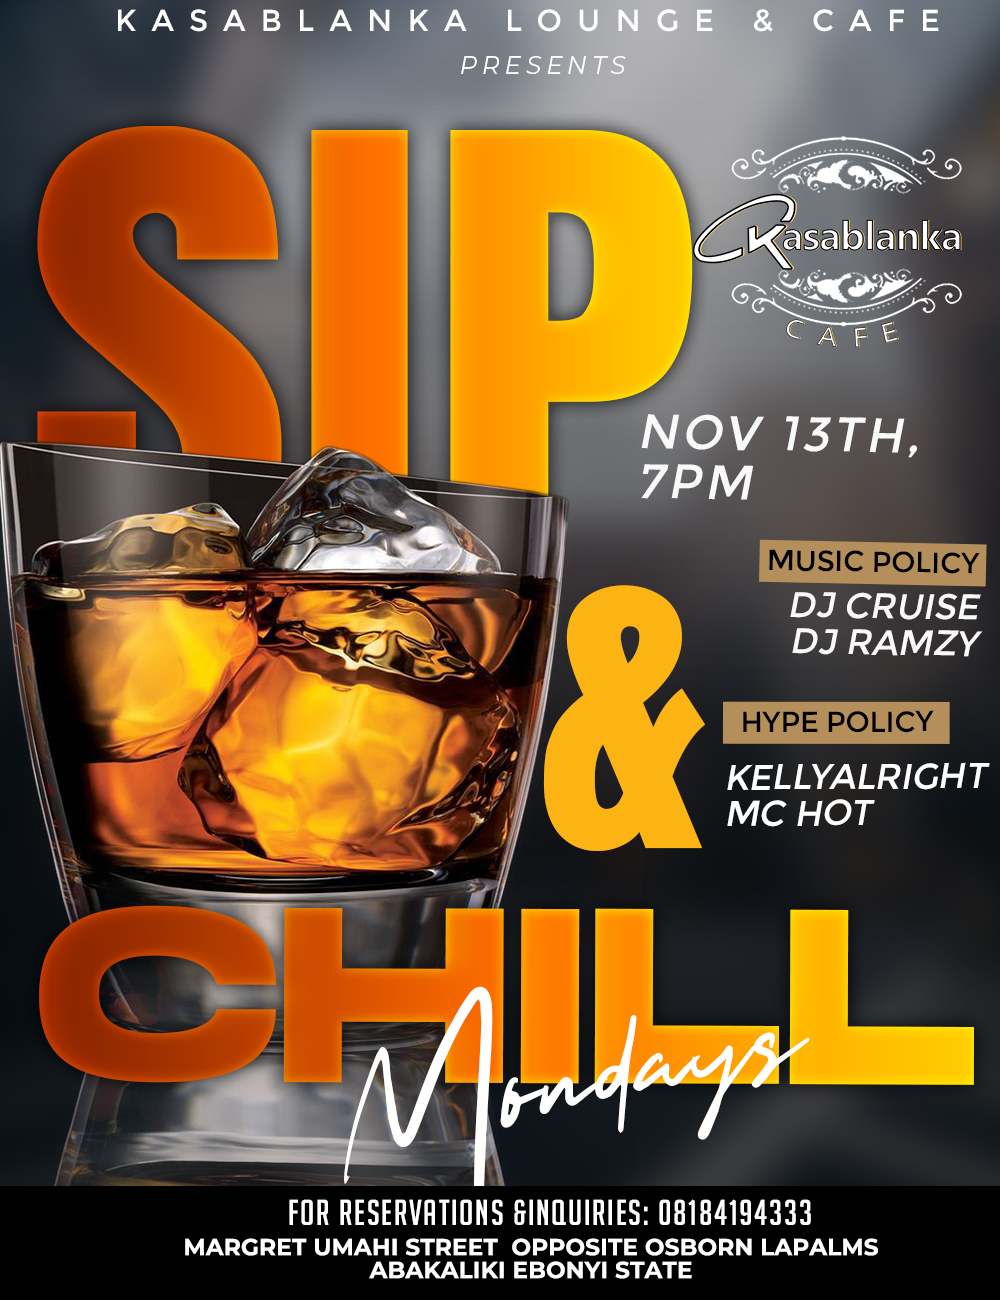 KASABLANKA LOUNGE & CAFE
PRESENTS
SIP
Kasablanka
CAFE
NOV 13TH,
7PM
MUSIC POLICY
DJ CRUISE
DJ RAMZY
&
HYPE POLICY
KELLYALRIGHT
MC HOT
CHILL
Mondays
FOR RESERVATIONS &INQUIRIES: 08184194333
MARGRET UMAHI STREET OPPOSITE OSBORN LAPALMS
ABAKALIKI EBONYI STATE